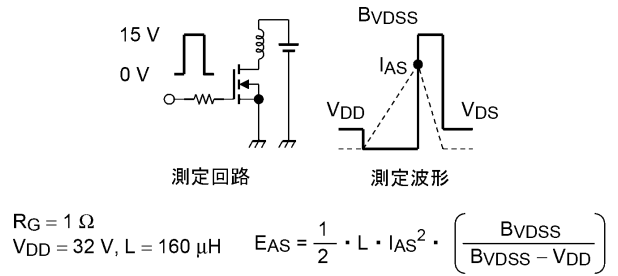 15 V
0 V
BVDSS
IAS
VDD
VDS
測定回路
測定波形
RG = 1 Ω
VDD = 32 V, L = 160 μH
EAS = 1/2 · L · IAS² · (BVDSS / (BVDSS − VDD))